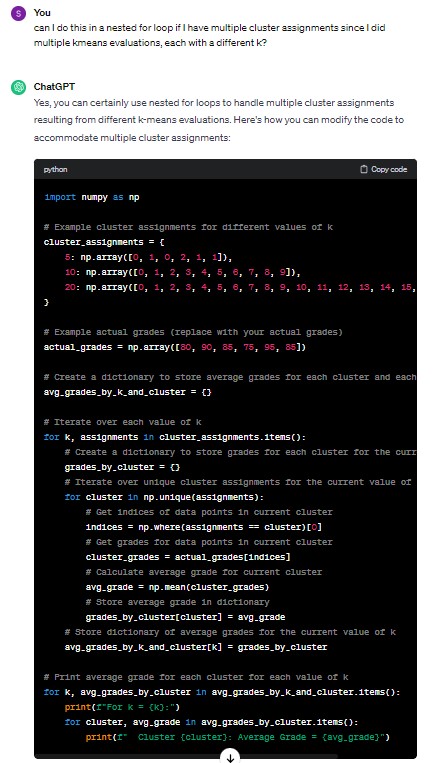 S You
can I do this in a nested for loop if I have multiple cluster assignments since I did
multiple kmeans evaluations, each with a different k?
ChatGPT
Yes, you can certainly use nested for loops to handle multiple cluster assignments
resulting from different k-means evaluations. Here's how you can modify the code to
accommodate multiple cluster assignments:
python Copy code
import numpy as np
# Example cluster assignments for different values of k
cluster_assignments = {
5: np.array([0, 1, 0, 2, 1, 1]),
10: np.array([0, 1, 2, 3, 4, 5, 6, 7, 8, 9]),
20: np.array([0, 1, 2, 3, 4, 5, 6, 7, 8, 9, 10, 11, 12, 13, 14, 15,
}
# Example actual grades (replace with your actual grades)
actual_grades = np.array([80, 90, 85, 75, 95, 85])
# Create a dictionary to store average grades for each cluster and each
avg_grades_by_k_and_cluster = {}
# Iterate over each value of k
for k, assignments in cluster_assignments.items():
# Create a dictionary to store grades for each cluster for the curr
grades_by_cluster = {}
# Iterate over unique cluster assignments for the current value of
for cluster in np.unique(assignments):
# Get indices of data points in current cluster
indices = np.where(assignments == cluster)[0]
# Get grades for data points in current cluster
cluster_grades = actual_grades[indices]
# Calculate average grade for current cluster
avg_grade = np.mean(cluster_grades)
# Store average grade in dictionary
grades_by_cluster[cluster] = avg_grade
# Store dictionary of average grades for the current value of k
avg_grades_by_k_and_cluster[k] = grades_by_cluster
# Print average grade for each cluster for each value of k
for k, avg_grades_by_cluster in avg_grades_by_k_and_cluster.items():
print(f"For k = {k}:")
for cluster, avg_grade in avg_grades_by_cluster.items():
print(f" Cluster {cluster}: Average Grade = {avg_grade}")